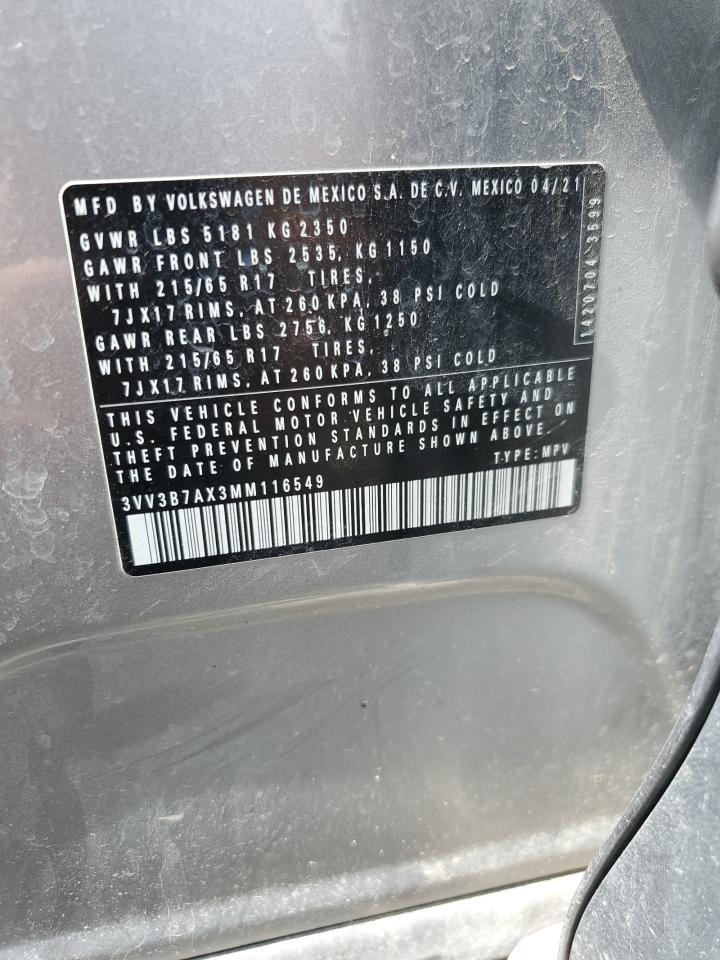 MFD BY VOLKSWAGEN DE MEXICO S.A. DE C.V. MEXICO 04/21
GVWR LBS 5181 KG 2350
GAWR FRONT LBS 2535, KG 1150
WITH 215/65 R17 TIRES,
7JX17 RIMS, AT 260 KPA, 38 PSI COLD
GAWR REAR LBS 2756, KG 1250
WITH 215/65 R17 TIRES,
7JX17 RIMS, AT 260 KPA, 38 PSI COLD
1420704 3599
THIS VEHICLE CONFORMS TO ALL APPLICABLE
U.S. FEDERAL MOTOR VEHICLE SAFETY AND
THEFT PREVENTION STANDARDS IN EFFECT ON
THE DATE OF MANUFACTURE SHOWN ABOVE.
3VV3B7AX3MM116549 TYPE: MPV